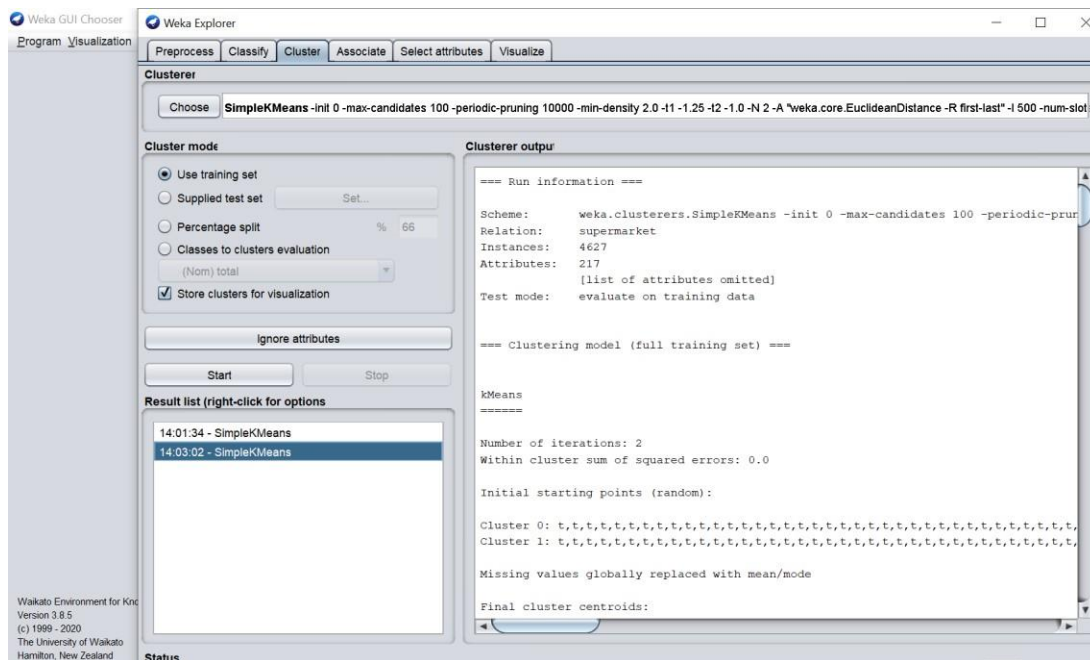 Weka GUI Chooser
Program Visualization
Weka Explorer
Preprocess Classify Cluster Associate Select attributes Visualize
Clusterer
Choose SimpleKMeans -init 0 -max-candidates 100 -periodic-pruning 10000 -min-density 2.0 -t1 -1.25 -t2 -1.0 -N 2 -A "weka.core.EuclideanDistance -R first-last" -I 500 -num-slot
Cluster mode
Use training set
Supplied test set Set...
Percentage split % 66
Classes to clusters evaluation
(Nom) total
Store clusters for visualization
Ignore attributes
Start Stop
Result list (right-click for options
14:01:34 - SimpleKMeans
14:03:02 - SimpleKMeans
Clusterer output
=== Run information ===
Scheme: weka.clusterers.SimpleKMeans -init 0 -max-candidates 100 -periodic-prun
Relation: supermarket
Instances: 4627
Attributes: 217
[list of attributes omitted]
Test mode: evaluate on training data
=== Clustering model (full training set) ===
kMeans
======
Number of iterations: 2
Within cluster sum of squared errors: 0.0
Initial starting points (random):
Cluster 0: t,t,t,t,t,t,t,t,t,t,t,t,t,t,t,t,t,t,t,t,t,t,t,t,t,t,t,t,t,t,t,t,t,t,t,t,t,
Cluster 1: t,t,t,t,t,t,t,t,t,t,t,t,t,t,t,t,t,t,t,t,t,t,t,t,t,t,t,t,t,t,t,t,t,t,t,t,t,
Missing values globally replaced with mean/mode
Final cluster centroids:
Waikato Environment for Kno
Version 3.8.5
(c) 1999 - 2020
The University of Waikato
Hamilton, New Zealand
Status